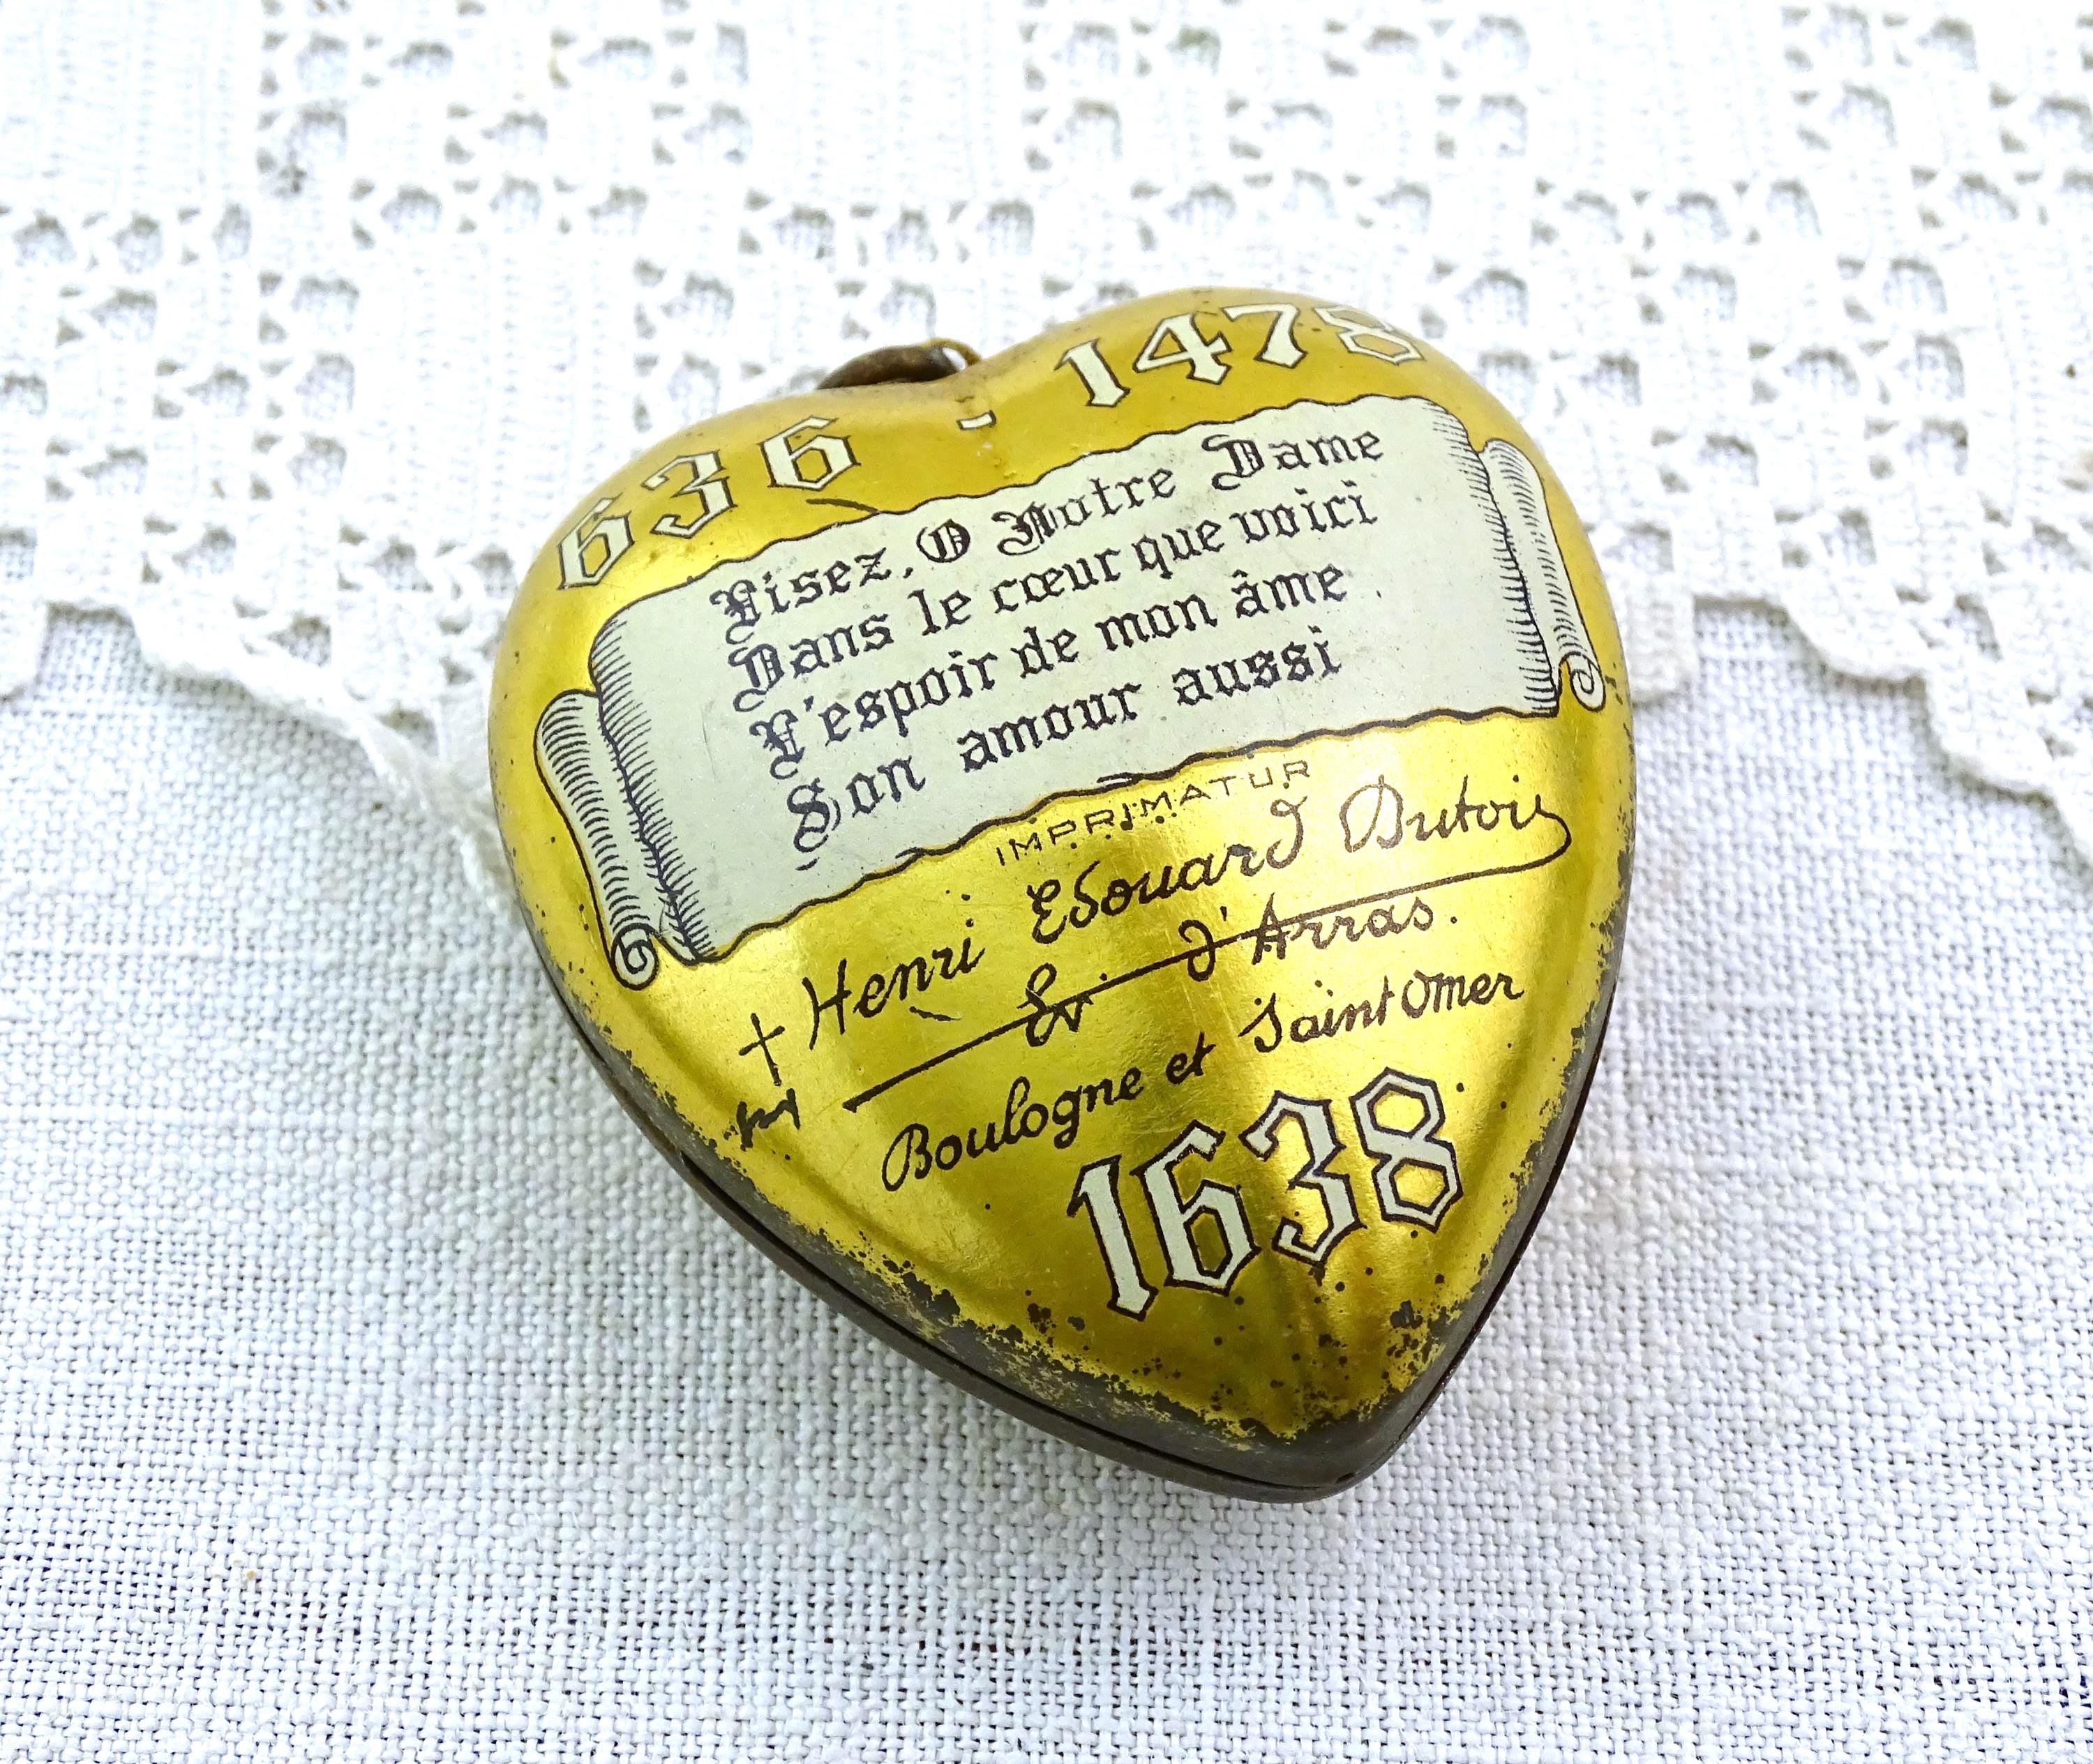 636 - 1478
Lisez, O Notre Dame
Dans le cœur que voici
L'espoir de mon âme
Son amour aussi
IMPRIMATUR
+ Henri Edouard Dutoit
Ev. d'Arras.
Boulogne et Saint Omer
1638